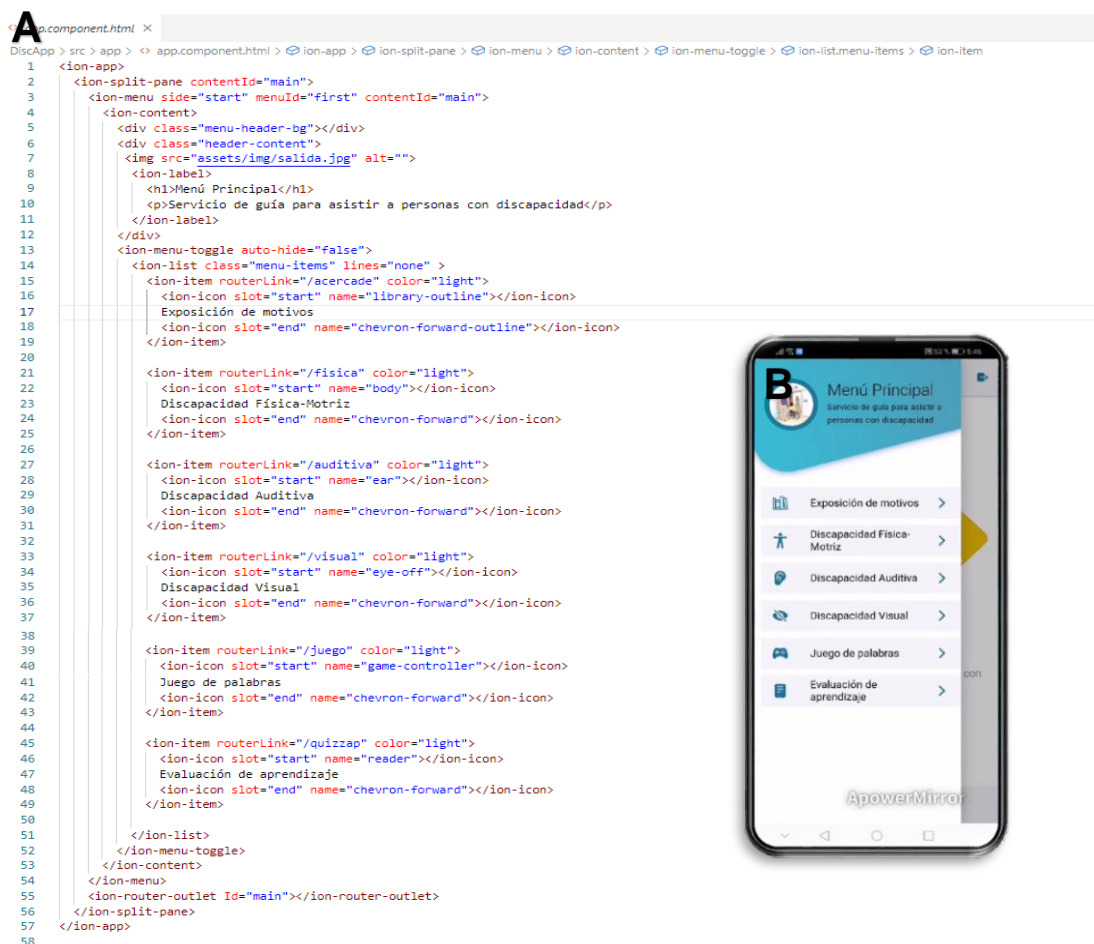 A
app.component.html ×
DiscApp > src > app > <> app.component.html > ion-app > ion-split-pane > ion-menu > ion-content > ion-menu-toggle > ion-list.menu-items > ion-item
1 <ion-app>
2 <ion-split-pane contentId="main">
3 <ion-menu side="start" menuId="first" contentId="main">
4 <ion-content>
5 <div class="menu-header-bg"></div>
6 <div class="header-content">
7 <img src="assets/img/salida.jpg" alt="">
8 <ion-label>
9 <h1>Menú Principal</h1>
10 <p>Servicio de guía para asistir a personas con discapacidad</p>
11 </ion-label>
12 </div>
13 <ion-menu-toggle auto-hide="false">
14 <ion-list class="menu-items" lines="none" >
15 <ion-item routerLink="/acercade" color="light">
16 <ion-icon slot="start" name="library-outline"></ion-icon>
17 Exposición de motivos
18 <ion-icon slot="end" name="chevron-forward-outline"></ion-icon>
19 </ion-item>
20
21 <ion-item routerLink="/fisica" color="light">
22 <ion-icon slot="start" name="body"></ion-icon>
23 Discapacidad Física-Motriz
24 <ion-icon slot="end" name="chevron-forward"></ion-icon>
25 </ion-item>
26
27 <ion-item routerLink="/auditiva" color="light">
28 <ion-icon slot="start" name="ear"></ion-icon>
29 Discapacidad Auditiva
30 <ion-icon slot="end" name="chevron-forward"></ion-icon>
31 </ion-item>
32
33 <ion-item routerLink="/visual" color="light">
34 <ion-icon slot="start" name="eye-off"></ion-icon>
35 Discapacidad Visual
36 <ion-icon slot="end" name="chevron-forward"></ion-icon>
37 </ion-item>
38
39 <ion-item routerLink="/juego" color="light">
40 <ion-icon slot="start" name="game-controller"></ion-icon>
41 Juego de palabras
42 <ion-icon slot="end" name="chevron-forward"></ion-icon>
43 </ion-item>
44
45 <ion-item routerLink="/quizzap" color="light">
46 <ion-icon slot="start" name="reader"></ion-icon>
47 Evaluación de aprendizaje
48 <ion-icon slot="end" name="chevron-forward"></ion-icon>
49 </ion-item>
50
51 </ion-list>
52 </ion-menu-toggle>
53 </ion-content>
54 </ion-menu>
55 <ion-router-outlet Id="main"></ion-router-outlet>
56 </ion-split-pane>
57 </ion-app>
58
B
Menú Principal
Servicio de guía para asistir a
personas con discapacidad
Exposición de motivos
Discapacidad Física-
Motriz
Discapacidad Auditiva
Discapacidad Visual
Juego de palabras
con
Evaluación de
aprendizaje
ApowerMirror